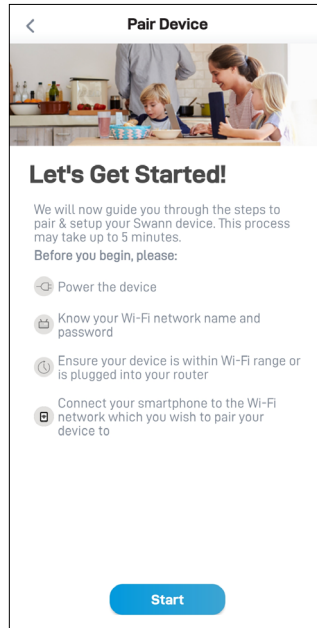 Pair Device
Let's Get Started!
We will now guide you through the steps to
pair & setup your Swann device. This process
may take up to 5 minutes.
Before you begin, please:
Power the device
Know your Wi-Fi network name and
password
Ensure your device is within Wi-Fi range or
is plugged into your router
Connect your smartphone to the Wi-Fi
network which you wish to pair your
device to
Start